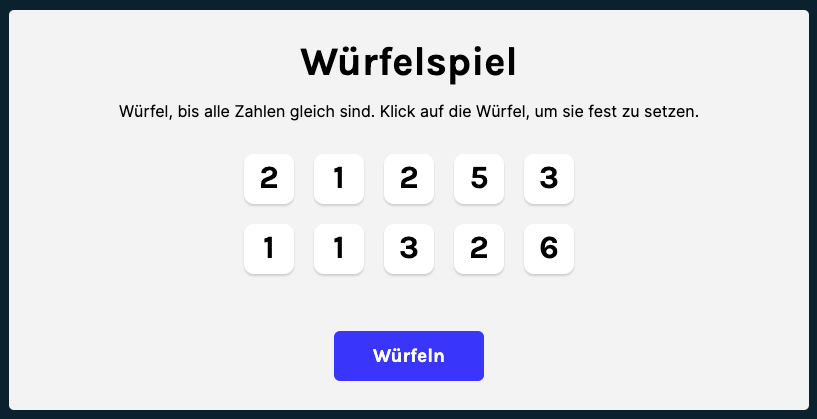 Würfelspiel
Würfel, bis alle Zahlen gleich sind. Klick auf die Würfel, um sie fest zu setzen.
2 1 2 5 3
1 1 3 2 6
Würfeln